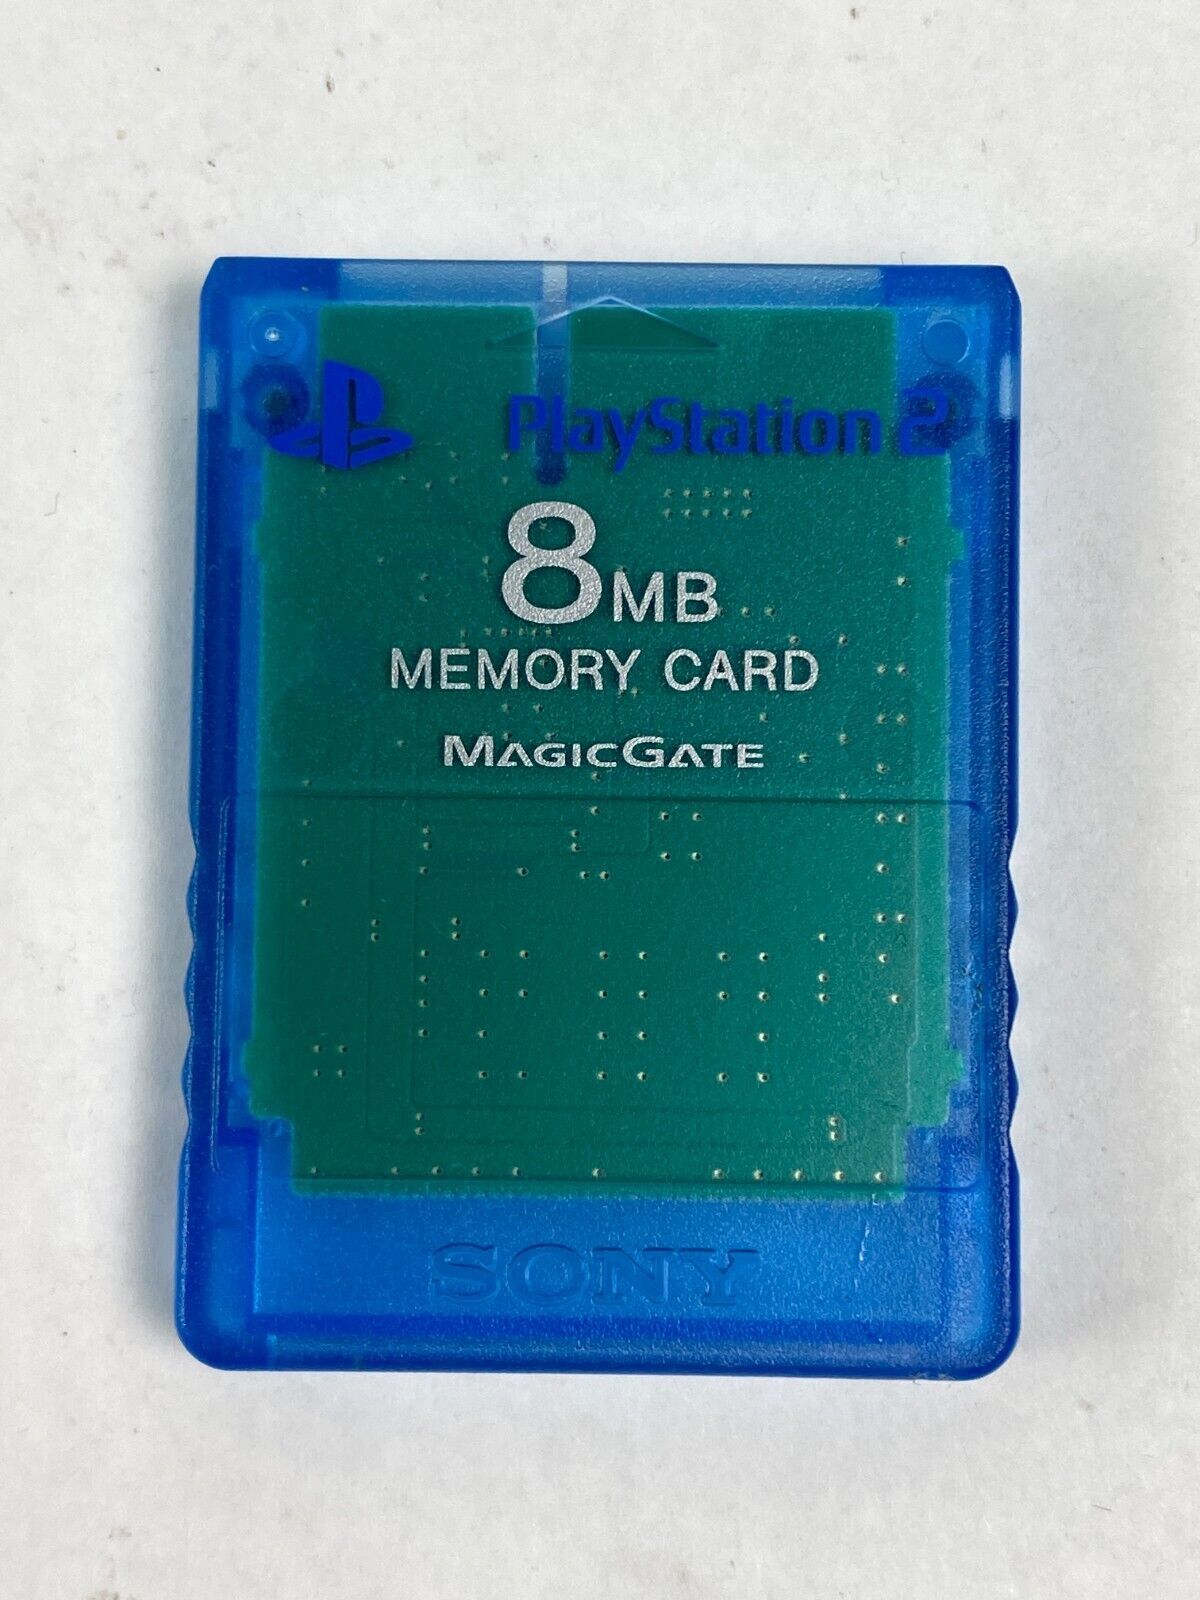 PlayStation 2
8MB
MEMORY CARD
MAGICGATE
SONY